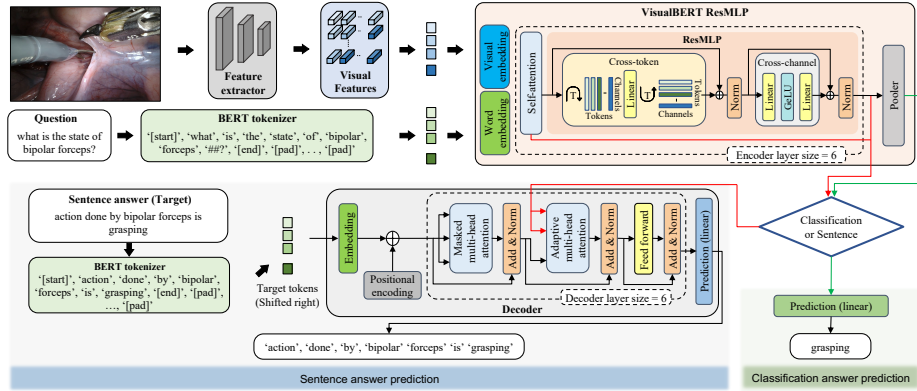 VisualBERT ResMLP
ResMLP
Feature
extractor
Visual
Features
Visual
embedding
Word
embedding
Self-attention
Cross-token
T
Tokens
Channels
Linear
T
Tokens
Channels
Norm
Cross-channel
Linear
GeLU
Linear
Norm
Pooler
Encoder layer size = 6
Question
what is the state of
bipolar forceps?
BERT tokenizer
'[start]', 'what', 'is', 'the', 'state', 'of', 'bipolar',
'forceps', '##?', '[end]', '[pad]', . . , '[pad]'
Sentence answer (Target)
action done by bipolar forceps is
grasping
BERT tokenizer
'[start]', 'action', 'done', 'by', 'bipolar',
'forceps', 'is', 'grasping', '[end]', '[pad]',
..., '[pad]'
Target tokens
(Shifted right)
Embedding
Positional
encoding
Masked
multi-head
attention
Add & Norm
Adaptive
multi-head
attention
Add & Norm
Feed forward
Add & Norm
Prediction (linear)
Decoder layer size = 6
Decoder
'action', 'done', 'by', 'bipolar' 'forceps' 'is' 'grasping'
Sentence answer prediction
Classification
or Sentence
Prediction (linear)
grasping
Classification answer prediction